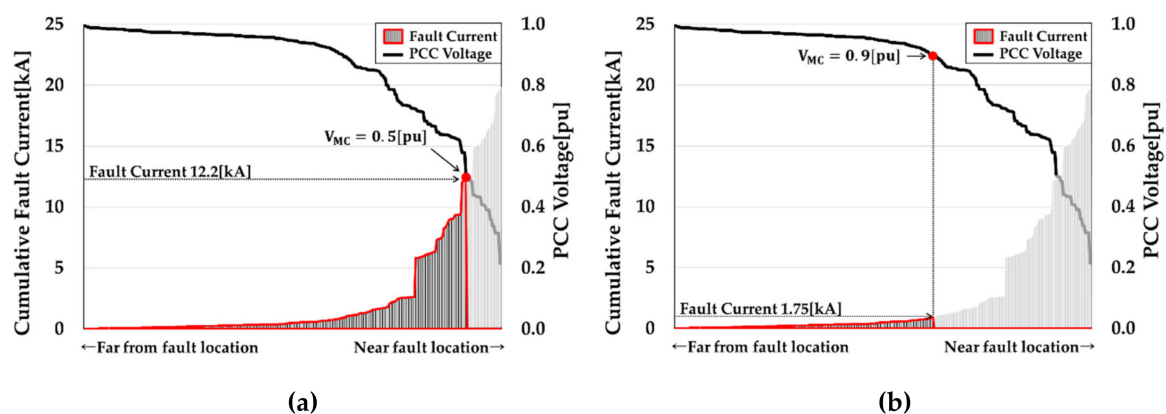 Cumulative Fault Current[kA]
25
20
15
10
5
0
Fault Current
PCC Voltage
V_MC = 0.5[pu]
Fault Current 12.2[kA]
1.0
0.8
0.6
0.4
0.2
0.0
PCC Voltage[pu]
←Far from fault location
Near fault location→
(a)
Cumulative Fault Current[kA]
25
20
15
10
5
0
Fault Current
PCC Voltage
V_MC = 0.9[pu]
Fault Current 1.75[kA]
1.0
0.8
0.6
0.4
0.2
0.0
PCC Voltage[pu]
←Far from fault location
Near fault location→
(b)